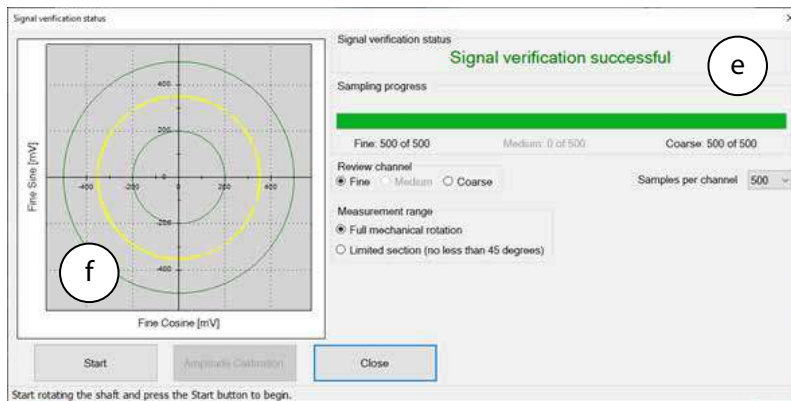 Signal verification status
Signal verification status
Signal verification successful
e
Sampling progress
Fine: 500 of 500 Medium: 0 of 500 Coarse: 500 of 500
Review channel
Fine Medium Coarse
Samples per channel 500
Measurement range
Full mechanical rotation
Limited section (no less than 45 degrees)
Fine Sine [mV]
400
200
-400 -200 0 200 400
-200
-400
f
Fine Cosine [mV]
Start Amplitude Calibration Close
Start rotating the shaft and press the Start button to begin.